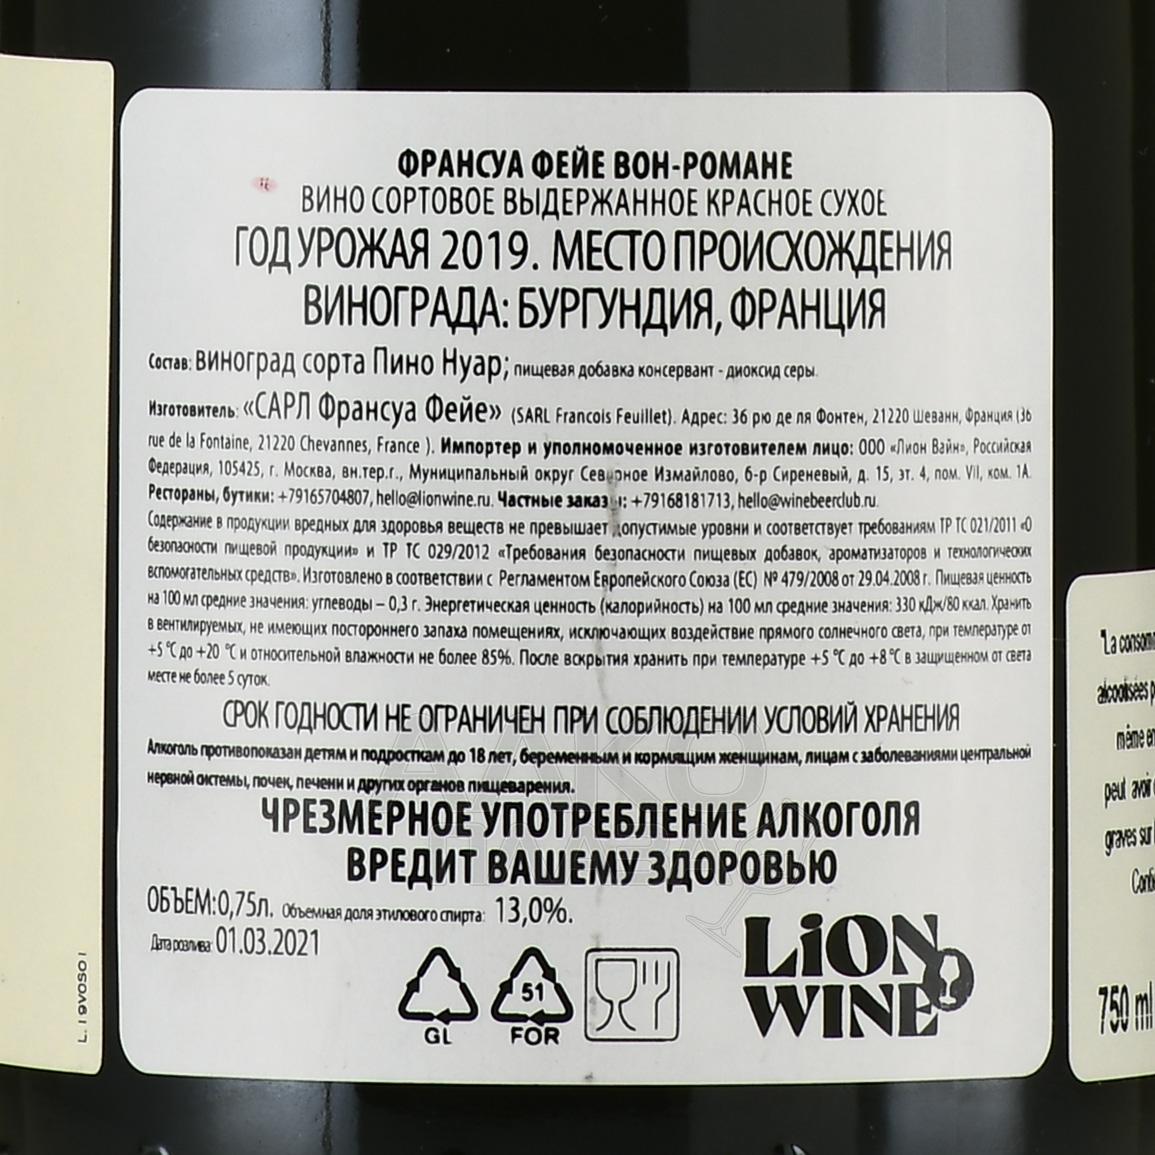 ФРАНСУА ФЕЙЕ ВОН-РОМАНЕ
ВИНО СОРТОВОЕ ВЫДЕРЖАННОЕ КРАСНОЕ СУХОЕ
ГОД УРОЖАЯ 2019. МЕСТО ПРОИСХОЖДЕНИЯ
ВИНОГРАДА: БУРГУНДИЯ, ФРАНЦИЯ
Состав: виноград сорта Пино Нуар; пищевая добавка консервант - диоксид серы.
Изготовитель: «САРЛ Франсуа Фейе» (SARL Francois Feuillet). Адрес: 36 рю де ля Фонтен, 21220 Шеванн, Франция (36
rue de la Fontaine, 21220 Chevannes, France ). Импортер и уполномоченное изготовителем лицо: ООО «Лион Вайн», Российская
Федерация, 105425, г. Москва, вн.тер.г., Муниципальный округ Северное Измайлово, б-р Сиреневый, д. 15, эт. 4, пом. VII, ком. 1А.
Рестораны, бутики: +79165704807, hello@lionwine.ru. Частные заказы: +79168181713, hello@winebeerclub.ru.
Содержание в продукции вредных для здоровья веществ не превышает допустимые уровни и соответствует требованиям ТР ТС 021/2011 «О
безопасности пищевой продукции» и ТР ТС 029/2012 «Требования безопасности пищевых добавок, ароматизаторов и технологических
вспомогательных средств». Изготовлено в соответствии с Регламентом Европейского Союза (ЕС) № 479/2008 от 29.04.2008 г. Пищевая ценность
на 100 мл средние значения: углеводы – 0,3 г. Энергетическая ценность (калорийность) на 100 мл средние значения: 330 кДж/80 ккал. Хранить
в вентилируемых, не имеющих постороннего запаха помещениях, исключающих воздействие прямого солнечного света, при температуре от
+5 °С до +20 °С и относительной влажности не более 85%. После вскрытия хранить при температуре +5 °С до +8 °С в защищенном от света
месте не более 5 суток.
СРОК ГОДНОСТИ НЕ ОГРАНИЧЕН ПРИ СОБЛЮДЕНИИ УСЛОВИЙ ХРАНЕНИЯ
Алкоголь противопоказан детям и подросткам до 18 лет, беременным и кормящим женщинам, лицам с заболеваниями центральной
нервной системы, почек, печени и других органов пищеварения.
ЧРЕЗМЕРНОЕ УПОТРЕБЛЕНИЕ АЛКОГОЛЯ
ВРЕДИТ ВАШЕМУ ЗДОРОВЬЮ
ОБЪЕМ:0,75л. Объемная доля этилового спирта: 13,0%.
Дата розлива: 01.03.2021
GL
51
FOR
LiON
WINE
"La consom
alcoolisées p
même en
peut avoir
graves sur
750 ml